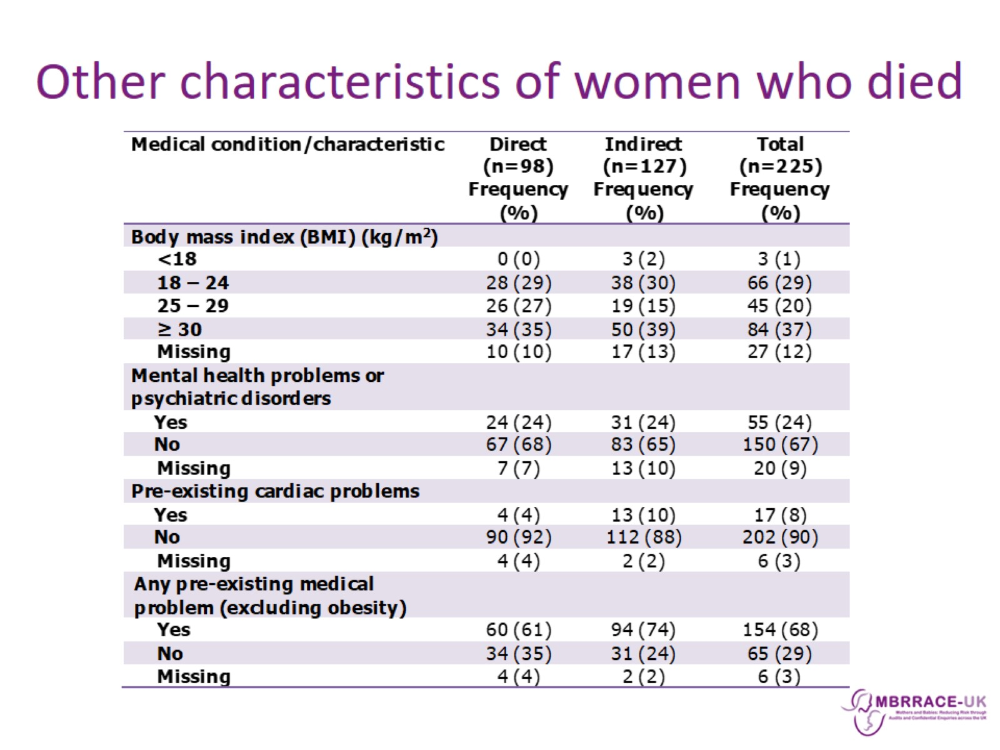 Other characteristics of women who died
Medical condition/characteristic Direct Indirect Total
(n=98) (n=127) (n=225)
Frequency Frequency Frequency
(%) (%) (%)
Body mass index (BMI) (kg/m²)
<18 0 (0) 3 (2) 3 (1)
18 – 24 28 (29) 38 (30) 66 (29)
25 – 29 26 (27) 19 (15) 45 (20)
≥ 30 34 (35) 50 (39) 84 (37)
Missing 10 (10) 17 (13) 27 (12)
Mental health problems or
psychiatric disorders
Yes 24 (24) 31 (24) 55 (24)
No 67 (68) 83 (65) 150 (67)
Missing 7 (7) 13 (10) 20 (9)
Pre-existing cardiac problems
Yes 4 (4) 13 (10) 17 (8)
No 90 (92) 112 (88) 202 (90)
Missing 4 (4) 2 (2) 6 (3)
Any pre-existing medical
problem (excluding obesity)
Yes 60 (61) 94 (74) 154 (68)
No 34 (35) 31 (24) 65 (29)
Missing 4 (4) 2 (2) 6 (3)
MBRRACE-UK
Mothers and Babies: Reducing Risk through
Audits and Confidential Enquiries across the UK